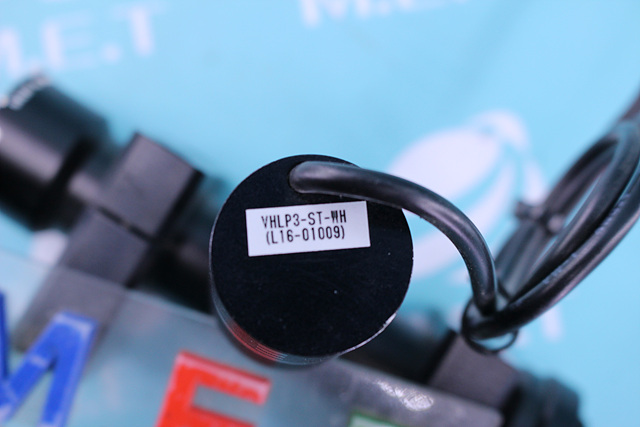 M.E.T
M.E.T
VHLP3-ST-WH
(L16-01009)
M E